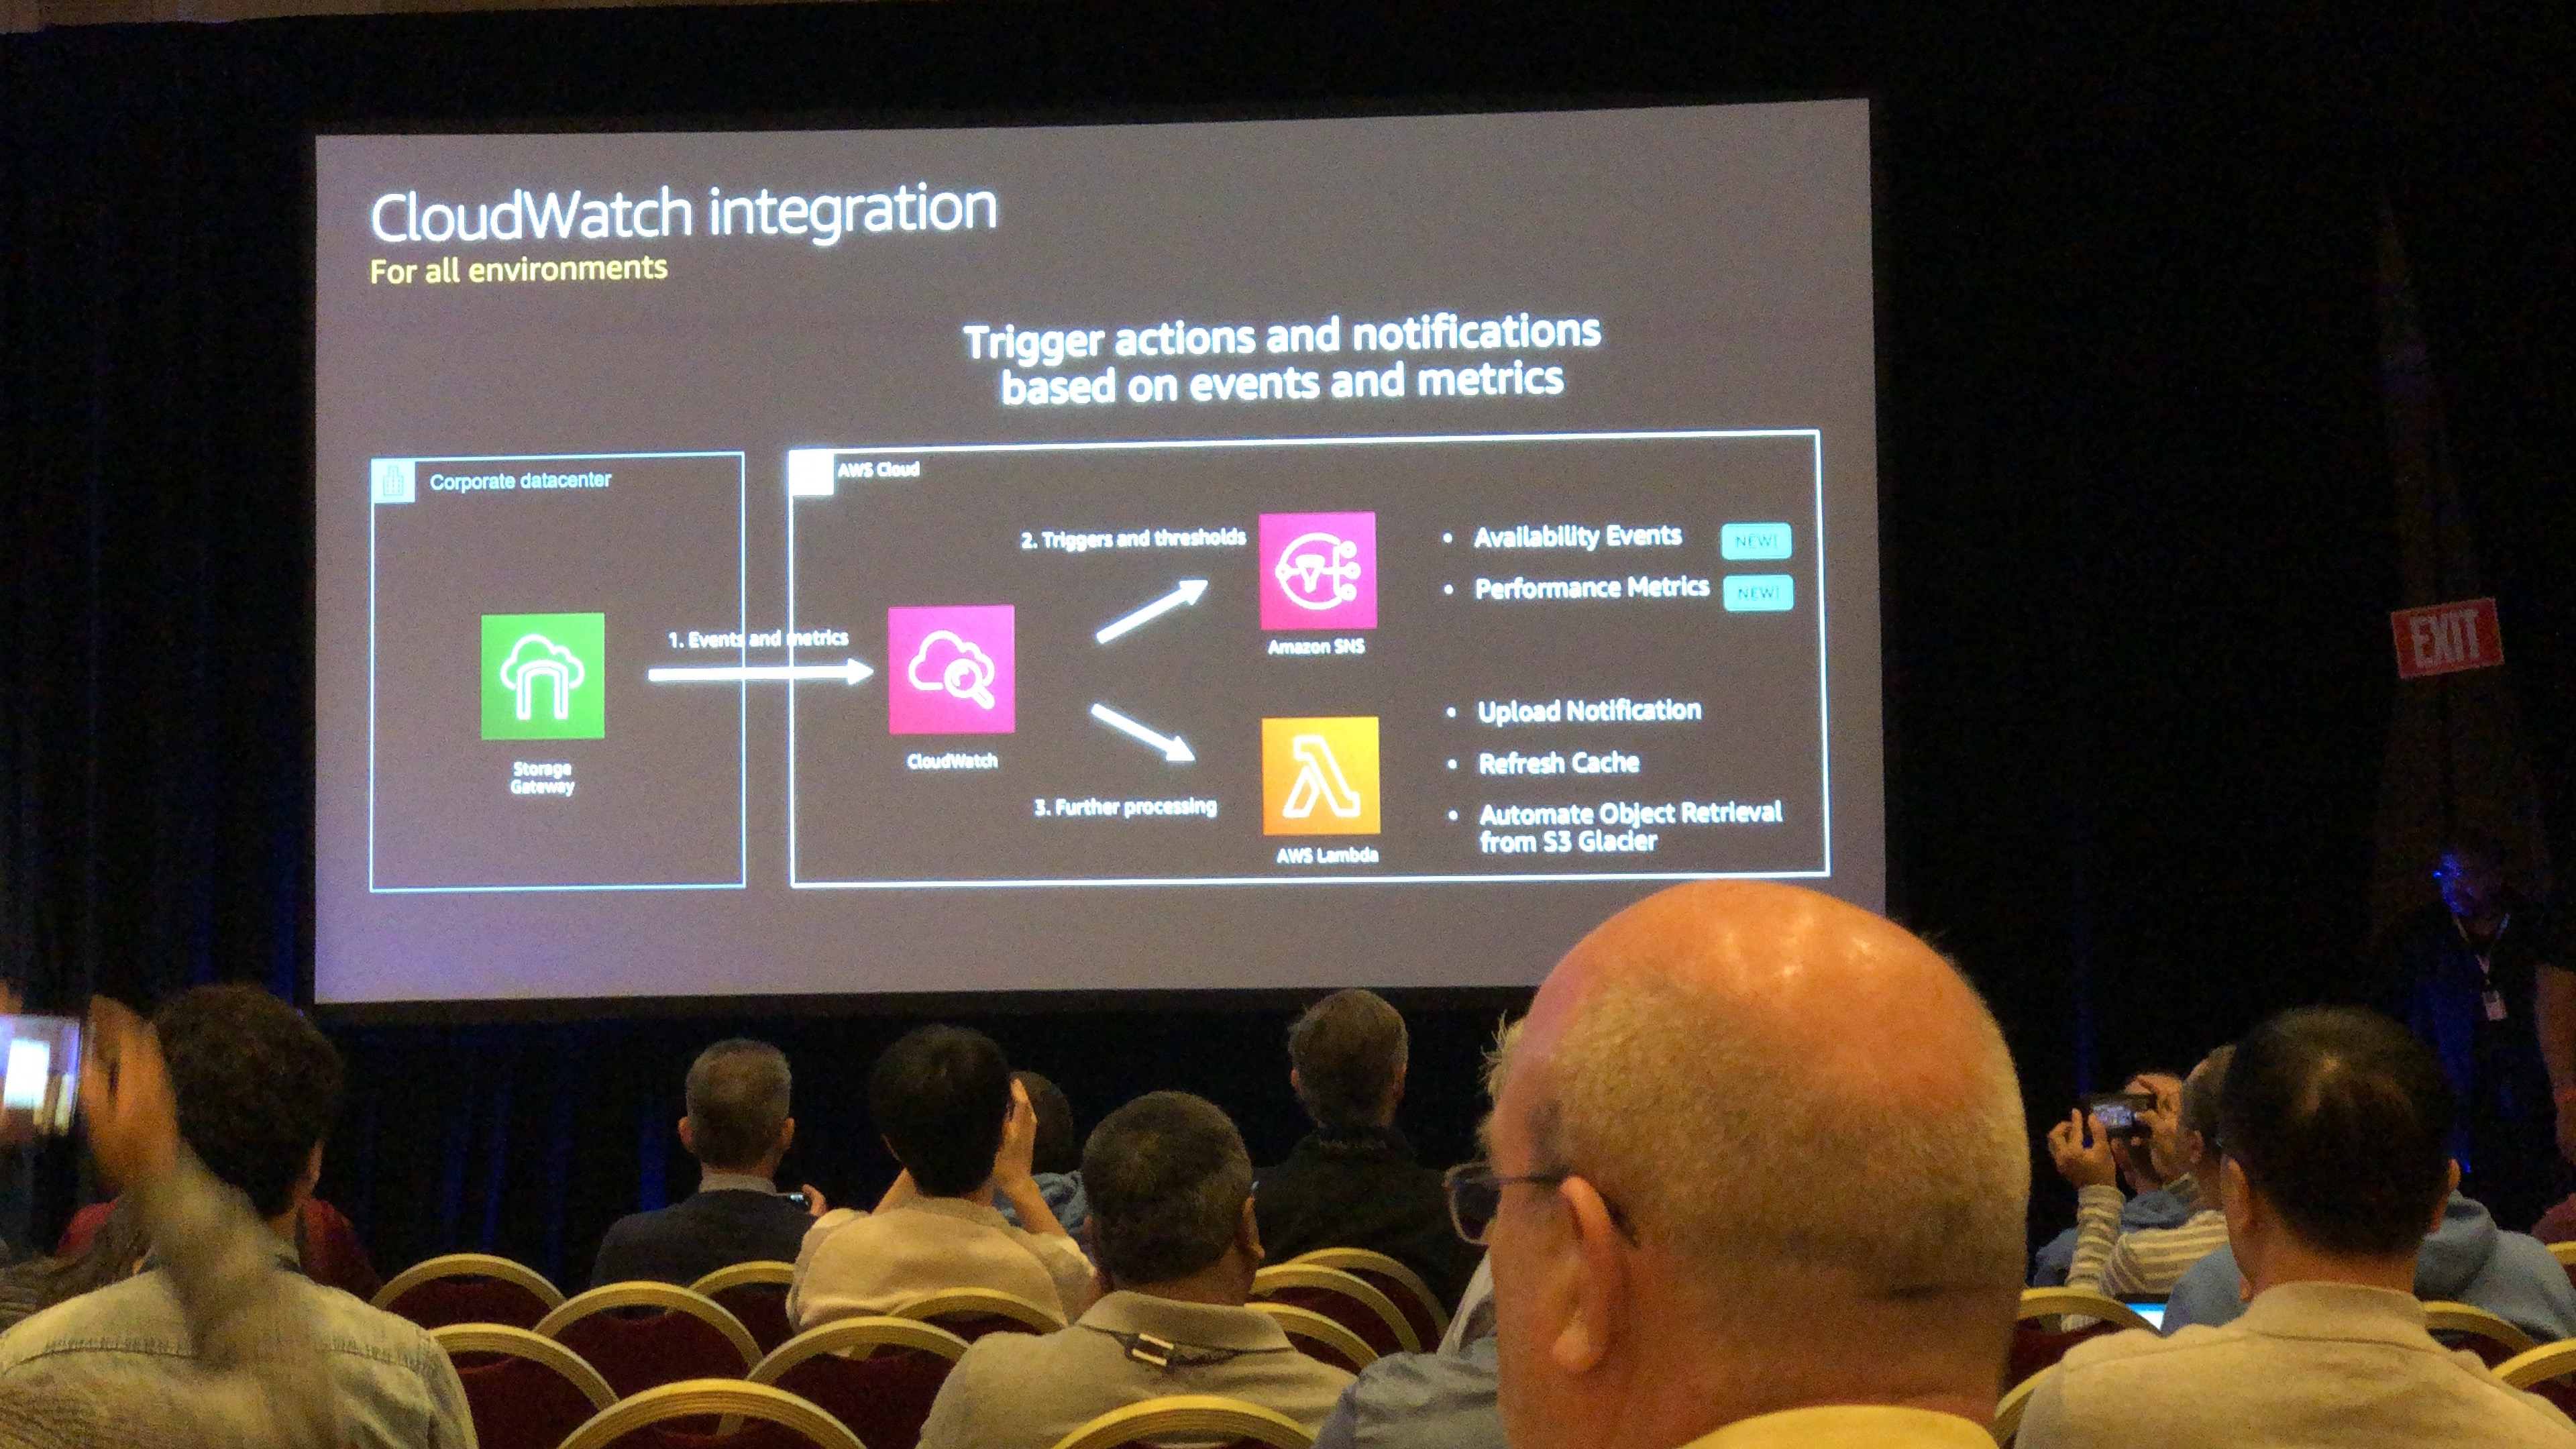 CloudWatch integration
For all environments
Trigger actions and notifications
based on events and metrics
Corporate datacenter
Storage
Gateway
1. Events and metrics
AWS Cloud
CloudWatch
2. Triggers and thresholds
Amazon SNS
• Availability Events NEW!
• Performance Metrics NEW!
3. Further processing
AWS Lambda
• Upload Notification
• Refresh Cache
• Automate Object Retrieval
from S3 Glacier
EXIT